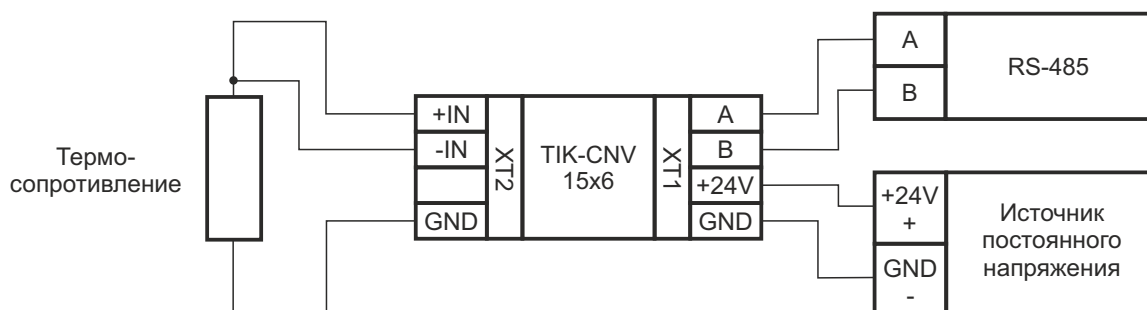 Термо-
сопротивление
+IN
-IN
GND
XT2
TIK-CNV
15x6
XT1
A
B
+24V
GND
A
B
RS-485
+24V
+
GND
-
Источник
постоянного
напряжения